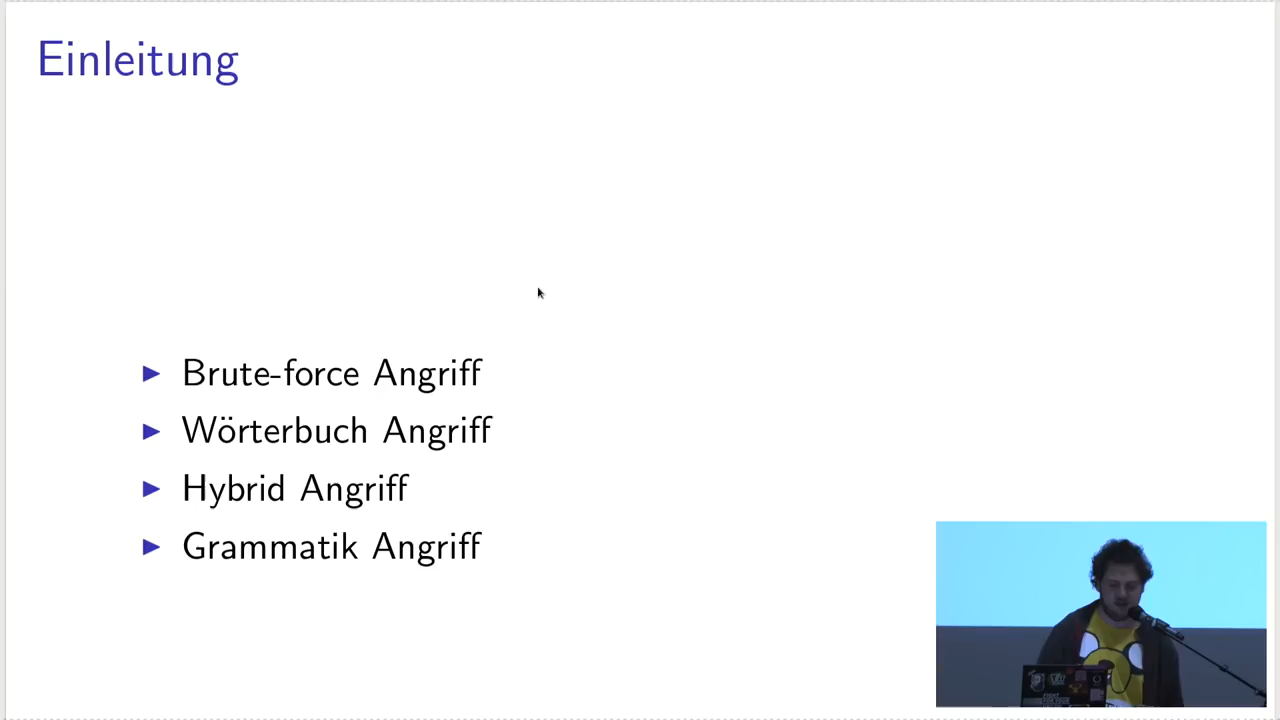 Einleitung
Brute-force Angriff
Wörterbuch Angriff
Hybrid Angriff
Grammatik Angriff